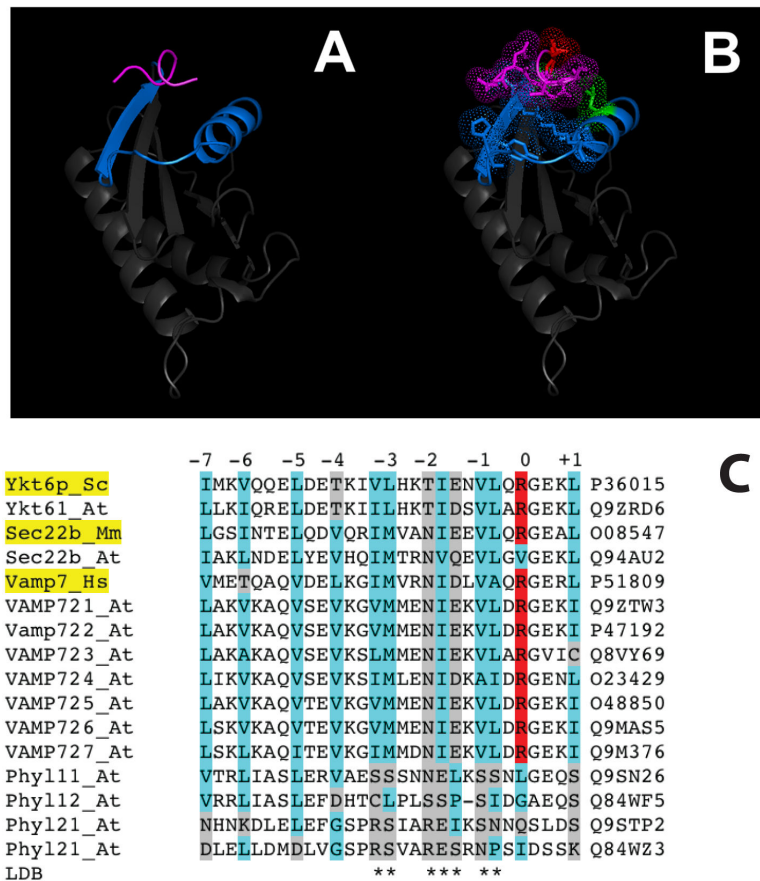 A
B
C
-7 -6 -5 -4 -3 -2 -1 0 +1
Ykt6p_Sc IMKVQQELDETKIVLHKTIENVLQRGEKL P36015
Ykt61_At LLKIQRELDETKIILHKTIDSVLARGEKL Q9ZRD6
Sec22b_Mm LGSINTELQDVQRIMVANIEEVLQRGEAL O08547
Sec22b_At IAKLNDELYEVHQIMTRNVQEVLGVGEKL Q94AU2
Vamp7_Hs VMETQAQVDELKGIMVRNIDLVAQRGERL P51809
VAMP721_At LAKVKAQVSEVKGVMMENIEKVLDRGEKI Q9ZTW3
Vamp722_At LAKVKAQVSEVKGVMMENIEKVLDRGEKI P47192
VAMP723_At LAKAKAQVSEVKSLMMENIEKVLARGVIC Q8VY69
VAMP724_At LIKVKAQVSEVKSIMLENIDKAIDRGENL O23429
VAMP725_At LAKVKAQVTEVKGVMMENIEKVLDRGEKI O48850
VAMP726_At LSKVKAQVTEVKSIMMENIEKVLDRGEKI Q9MAS5
VAMP727_At LSKLKAQITEVKGIMMDNIEKVLDRGEKI Q9M376
Phyl11_At VTRLIASLERVAESSSNNELKSSNLGEQS Q9SN26
Phyl12_At VRRLIASLEFDHTCLPLSSP-SIDGAEQS Q84WF5
Phyl21_At NHNKDLELEFGSPRSIAREIKSNNQSLDS Q9STP2
Phyl21_At DLELLDMDLVGSPRSVARESRNPSIDSSK Q84WZ3
LDB ** *** **